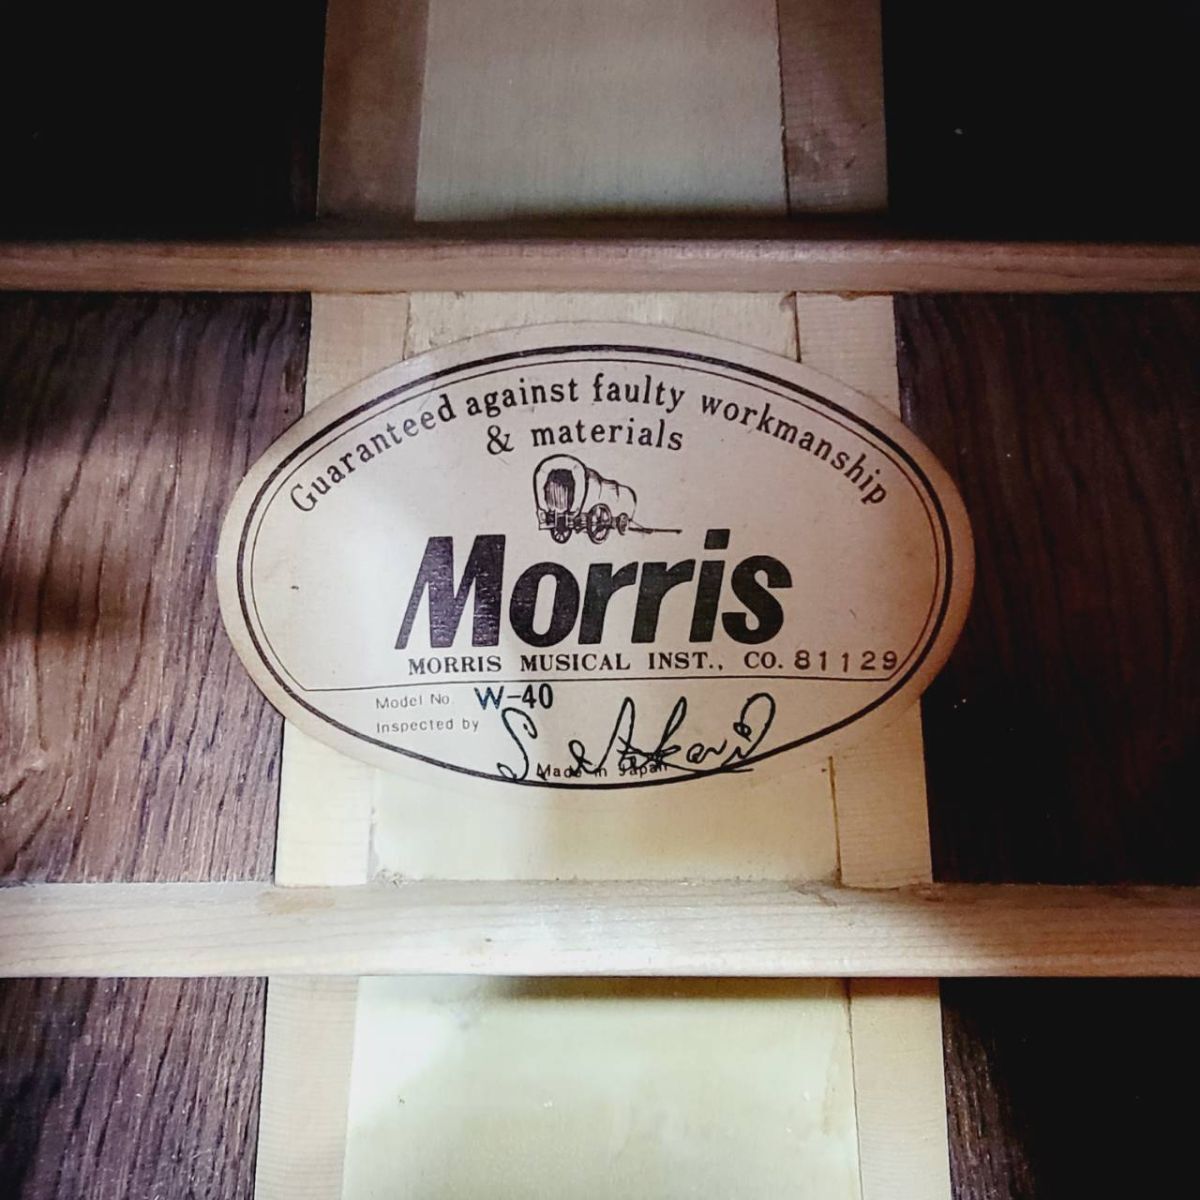 Guaranteed against faulty workmanship
& materials
Morris
MORRIS MUSICAL INST., CO. 81129
Model No W-40
Inspected by
Made in Japan